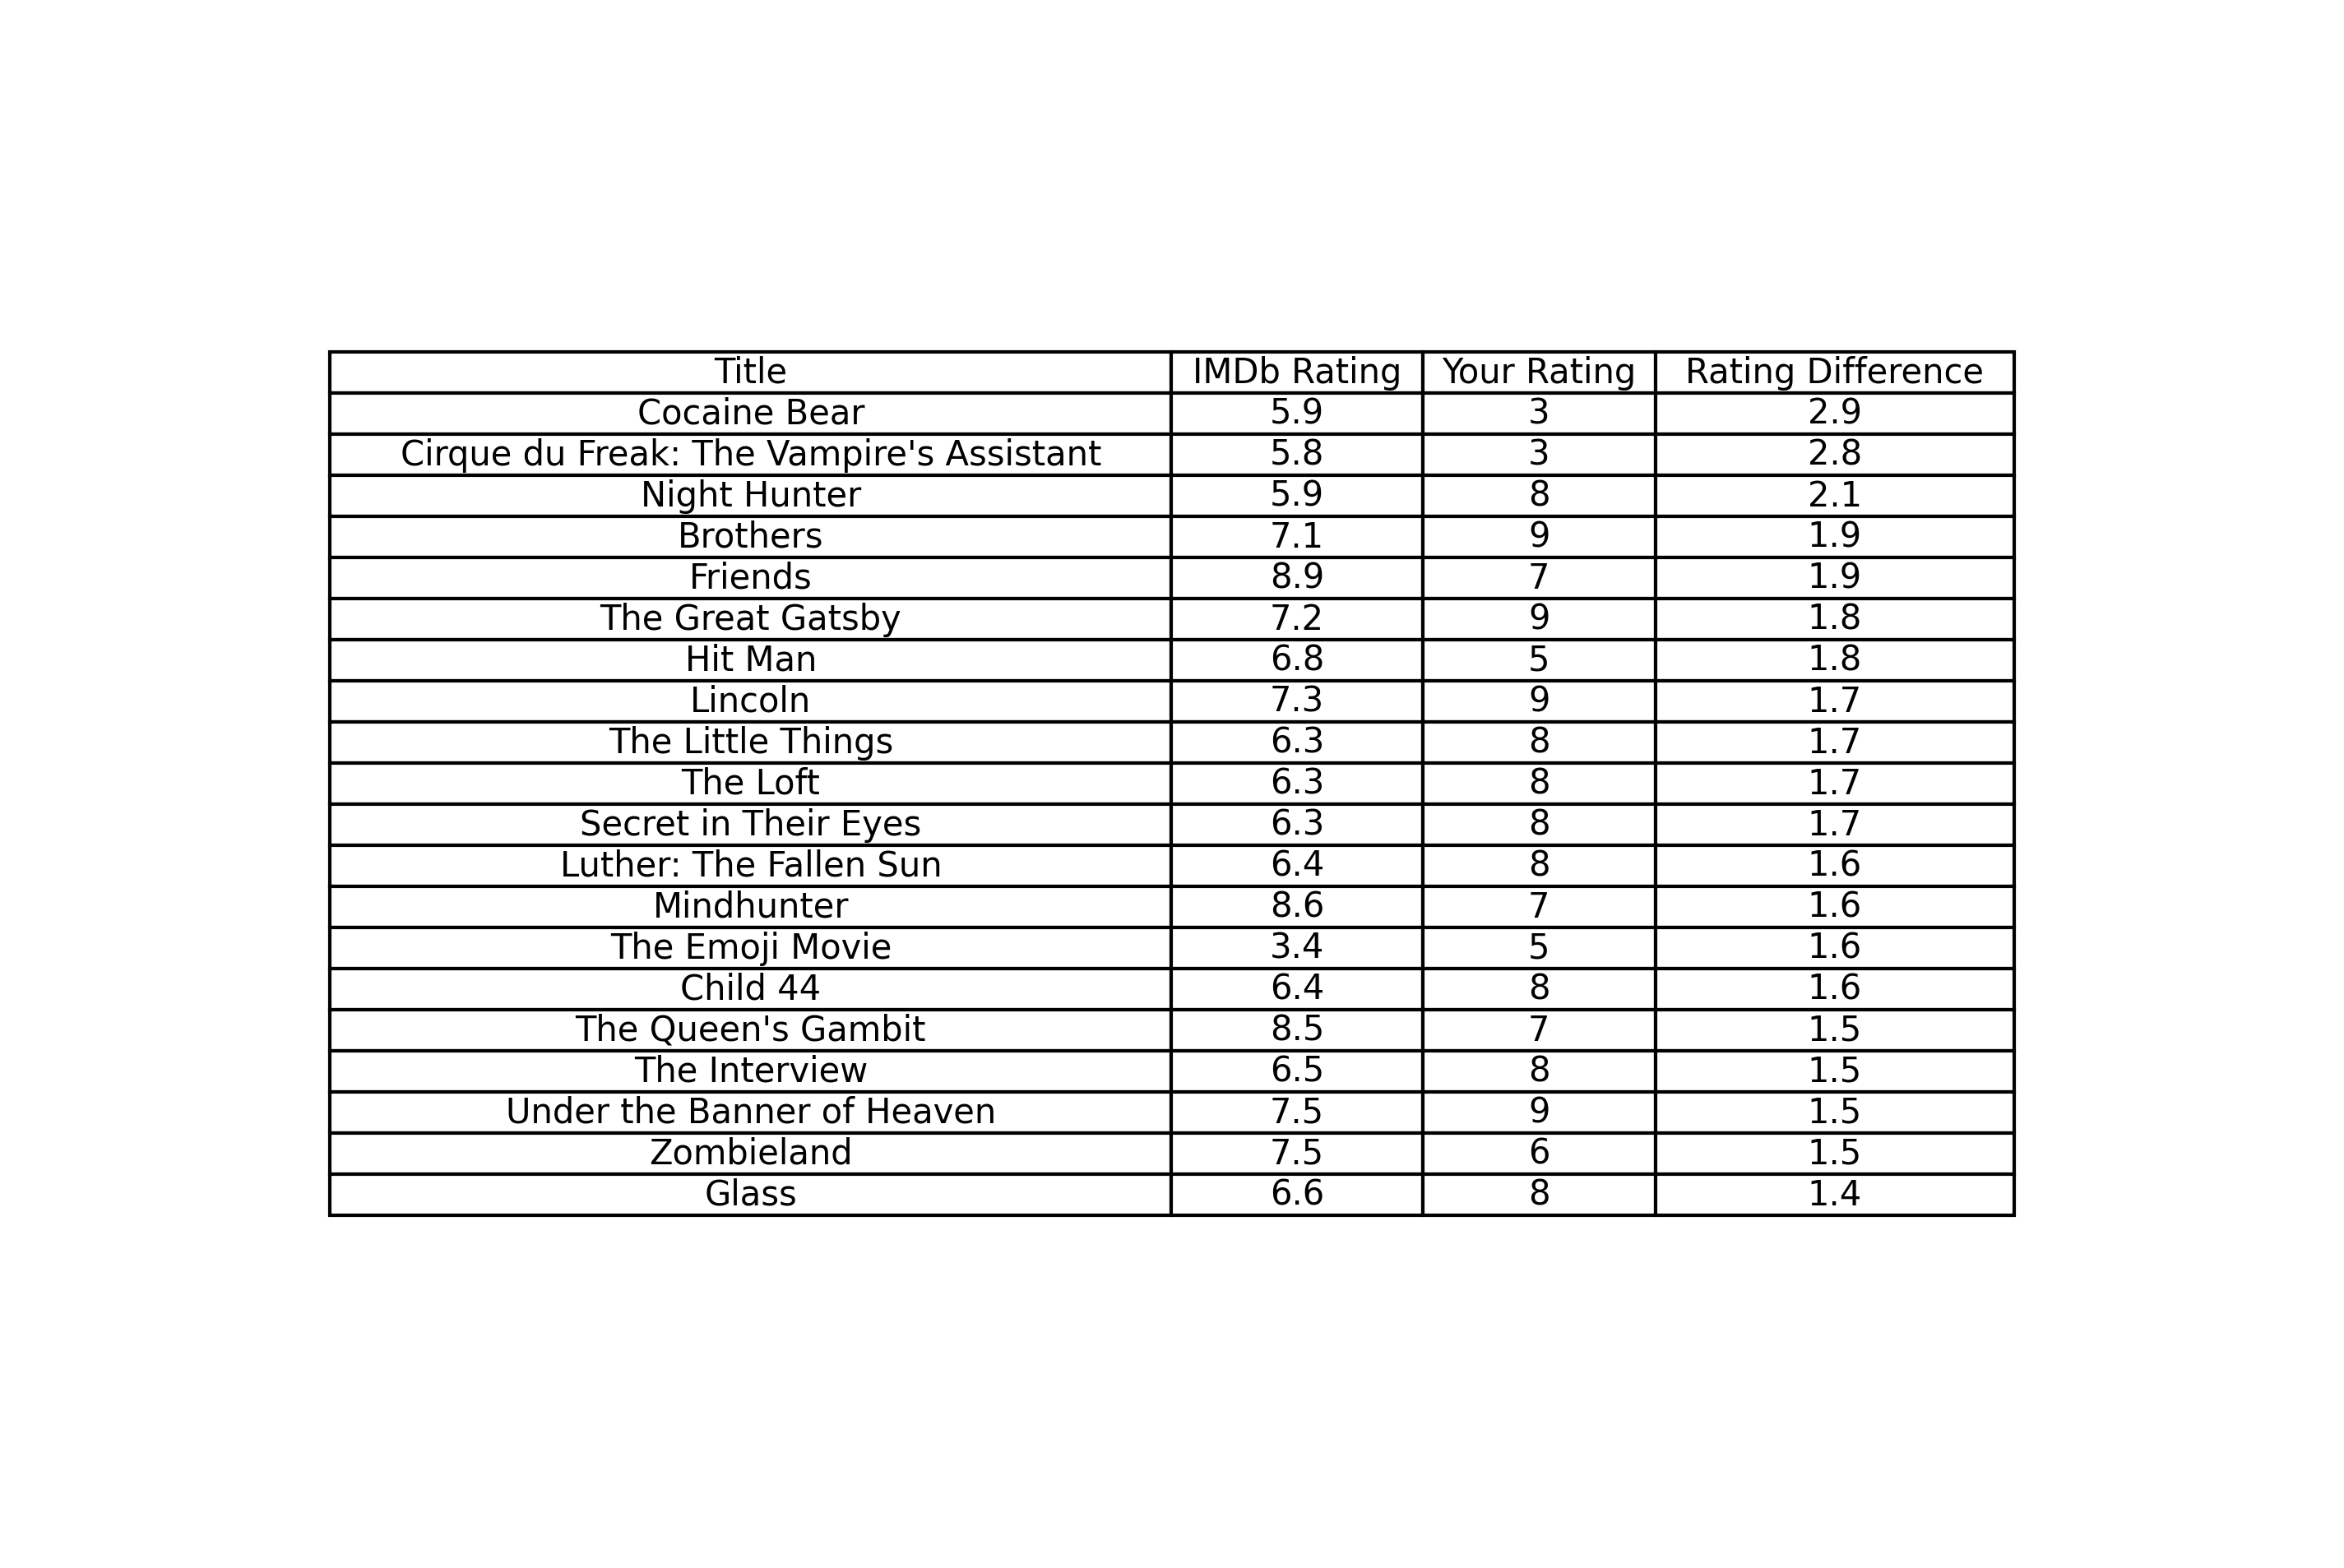 Title IMDb Rating Your Rating Rating Difference
Cocaine Bear 5.9 3 2.9
Cirque du Freak: The Vampire's Assistant 5.8 3 2.8
Night Hunter 5.9 8 2.1
Brothers 7.1 9 1.9
Friends 8.9 7 1.9
The Great Gatsby 7.2 9 1.8
Hit Man 6.8 5 1.8
Lincoln 7.3 9 1.7
The Little Things 6.3 8 1.7
The Loft 6.3 8 1.7
Secret in Their Eyes 6.3 8 1.7
Luther: The Fallen Sun 6.4 8 1.6
Mindhunter 8.6 7 1.6
The Emoji Movie 3.4 5 1.6
Child 44 6.4 8 1.6
The Queen's Gambit 8.5 7 1.5
The Interview 6.5 8 1.5
Under the Banner of Heaven 7.5 9 1.5
Zombieland 7.5 6 1.5
Glass 6.6 8 1.4